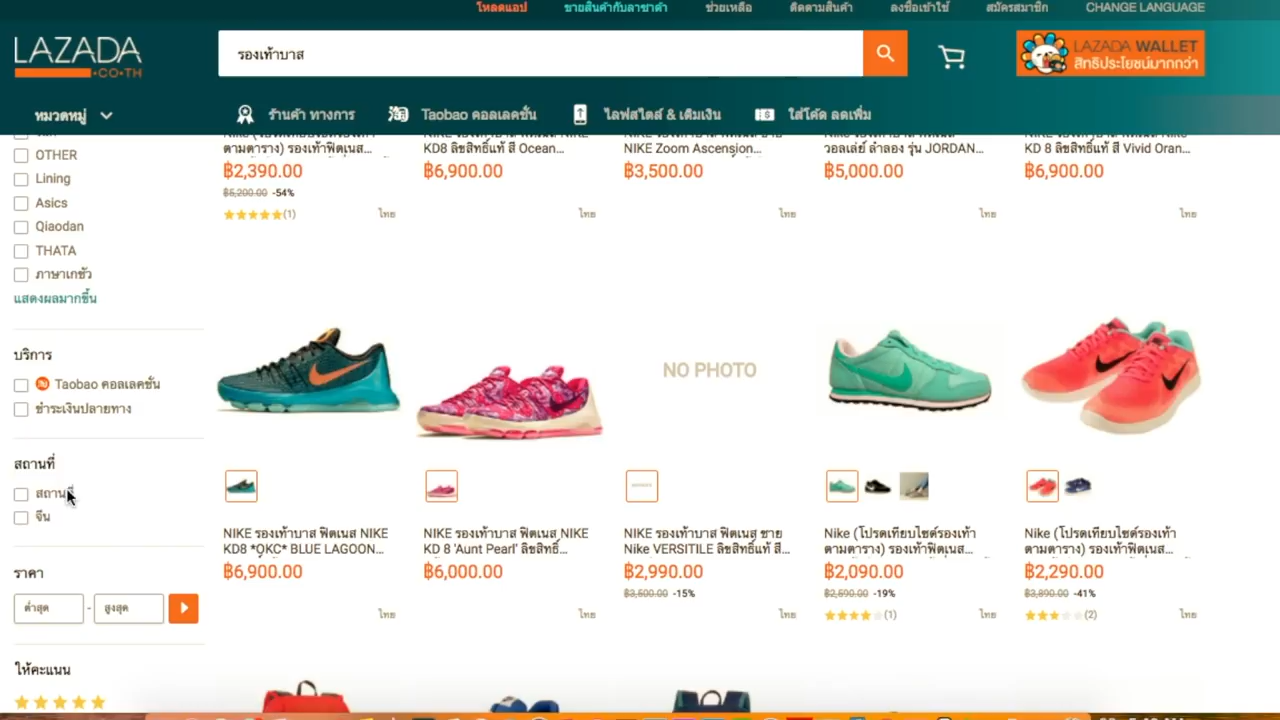 โหลดแอป ขายสินค้ากับลาซาด้า ช่วยเหลือ ติดตามสินค้า ลงชื่อเข้าใช้ สมัครสมาชิก CHANGE LANGUAGE
LAZADA
.CO.TH
รองเท้าบาส
LAZADA WALLET
สิทธิประโยชน์มากกว่า
หมวดหมู่ ร้านค้า ทางการ Taobao คอลเลคชั่น ไลฟสไตล์ & เติมเงิน ใส่โค้ด ลดเพิ่ม
OTHER
Lining
Asics
Qiaodan
THATA
ภาษาเกชัว
แสดงผลมากขึ้น
บริการ
Taobao คอลเลคชั่น
ชำระเงินปลายทาง
สถานที่
สถานที่
จีน
ราคา
ต่ำสุด - สูงสุด
ให้คะแนน
ตามตาราง) รองเท้าฟิตเนส...
฿2,390.00
฿5,200.00 -54%
(1)
ไทย
KD8 ลิขสิทธิ์แท้ สี Ocean...
฿6,900.00
ไทย
NIKE Zoom Ascension...
฿3,500.00
ไทย
วอลเล่ย์ ลำลอง รุ่น JORDAN...
฿5,000.00
ไทย
KD 8 ลิขสิทธิ์แท้ สี Vivid Oran...
฿6,900.00
ไทย
NIKE รองเท้าบาส ฟิตเนส NIKE
KD8 *OKC* BLUE LAGOON...
฿6,900.00
ไทย
NIKE รองเท้าบาส ฟิตเนส NIKE
KD 8 'Aunt Pearl' ลิขสิทธิ์...
฿6,000.00
ไทย
NO PHOTO
NIKE รองเท้าบาส ฟิตเนส ชาย
Nike VERSITILE ลิขสิทธิ์แท้ สี...
฿2,990.00
฿3,500.00 -15%
ไทย
Nike (โปรดเทียบไซด์รองเท้า
ตามตาราง) รองเท้าฟิตเนส...
฿2,090.00
฿2,590.00 -19%
(1)
ไทย
Nike (โปรดเทียบไซด์รองเท้า
ตามตาราง) รองเท้าฟิตเนส...
฿2,290.00
฿3,890.00 -41%
(2)
ไทย